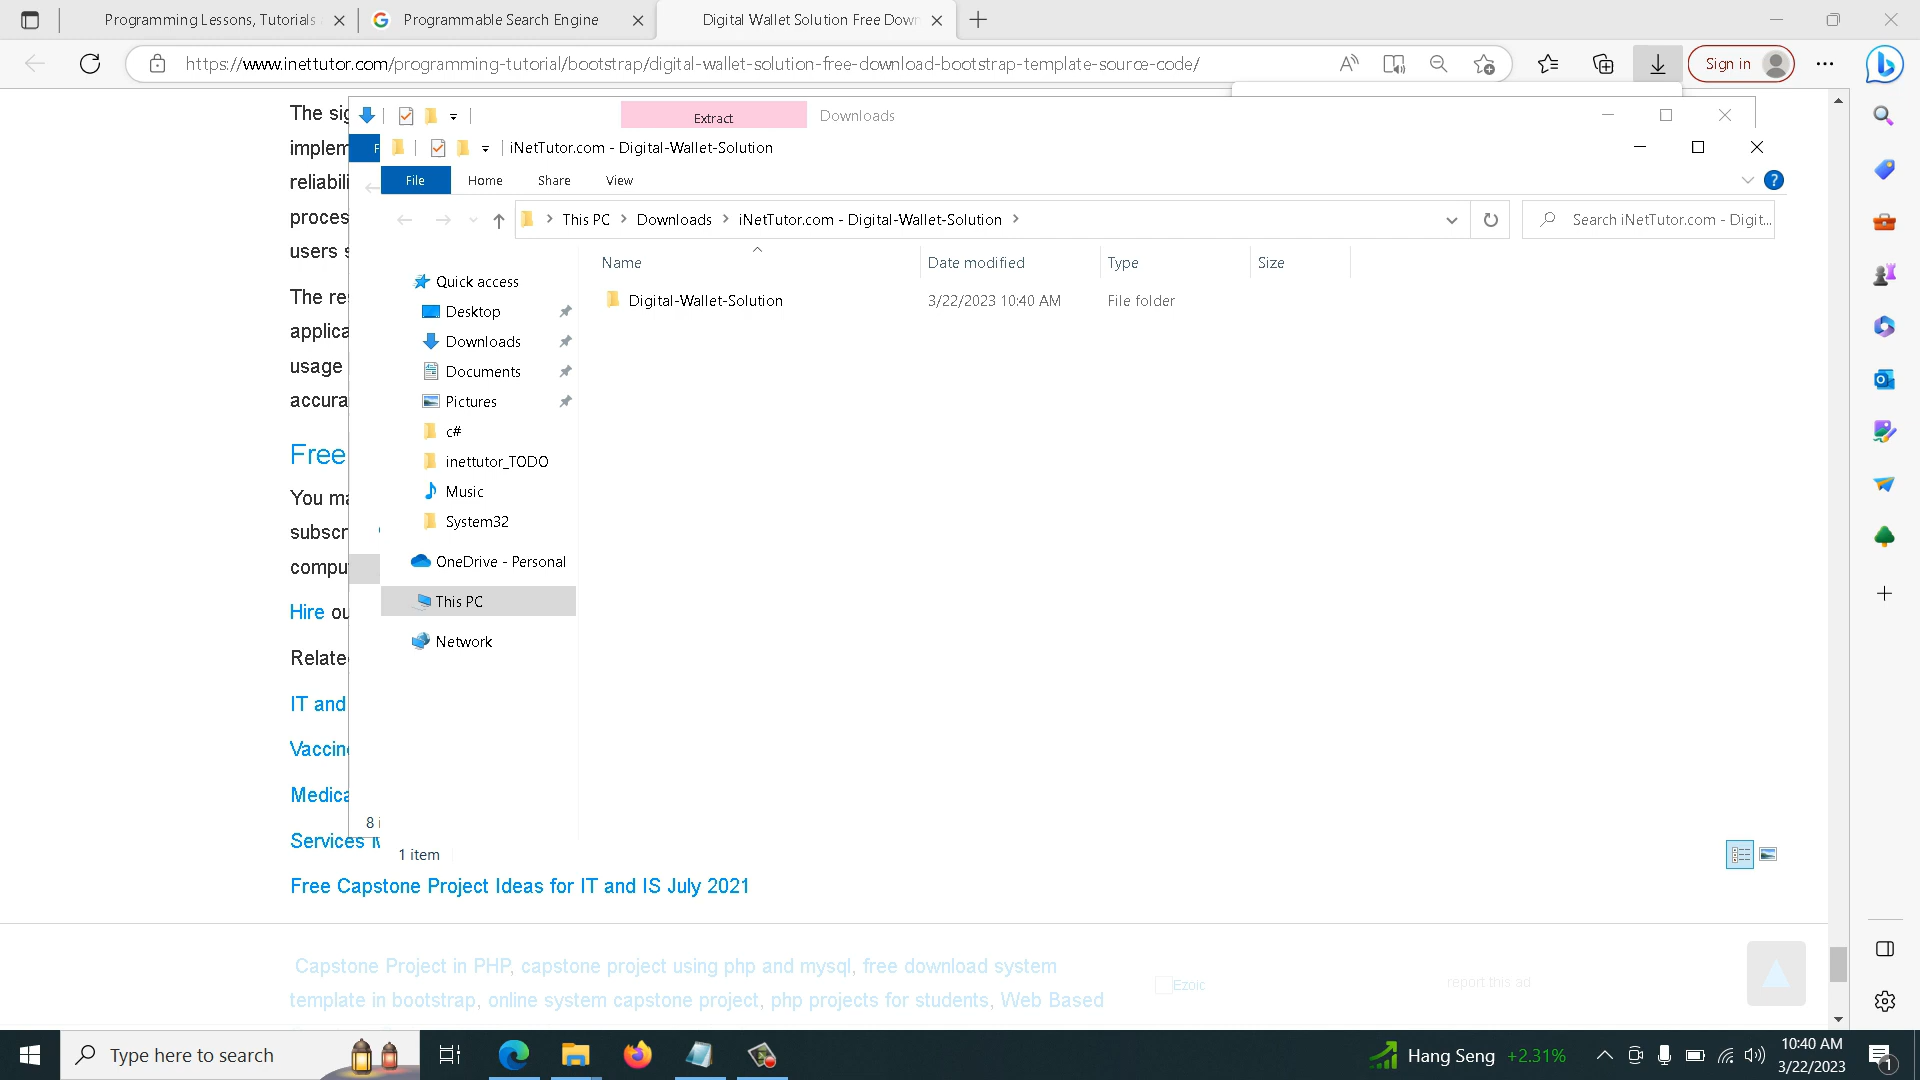 Programming Lessons, Tutorials
Programmable Search Engine
Digital Wallet Solution Free Down
https://www.inettutor.com/programming-tutorial/bootstrap/digital-wallet-solution-free-download-bootstrap-template-source-code/
Sign in
Extract
Downloads
iNetTutor.com - Digital-Wallet-Solution
File
Home
Share
View
This PC
Downloads
iNetTutor.com - Digital-Wallet-Solution
Search iNetTutor.com - Digit...
Name
Date modified
Type
Size
Digital-Wallet-Solution
3/22/2023 10:40 AM
File folder
Quick access
Desktop
Downloads
Documents
Pictures
c#
inettutor_TODO
Music
System32
OneDrive - Personal
This PC
Network
8 i
1 item
The sig
implem
reliabili
proces
users s
The re
applica
usage
accura
Free
You ma
subscr
compu
Hire ou
Relate
IT and
Vaccin
Medica
Services
Free Capstone Project Ideas for IT and IS July 2021
Capstone Project in PHP, capstone project using php and mysql, free download system
template in bootstrap, online system capstone project, php projects for students, Web Based
Ezoic
report this ad
Type here to search
Hang Seng +2.31%
10:40 AM
3/22/2023
1